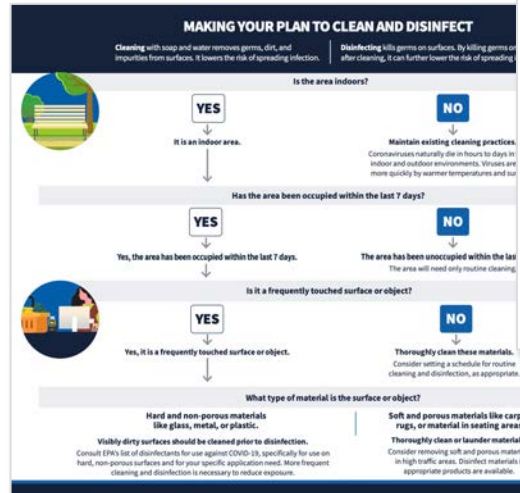 MAKING YOUR PLAN TO CLEAN AND DISINFECT
Cleaning with soap and water removes germs, dirt, and
impurities from surfaces. It lowers the risk of spreading infection.
Disinfecting kills germs on surfaces. By killing germs on
after cleaning, it can further lower the risk of spreading
Is the area indoors?
YES
It is an indoor area.
NO
Maintain existing cleaning practices.
Coronaviruses naturally die in hours to days in
indoor and outdoor environments. Viruses are
more quickly by warmer temperatures and
Has the area been occupied within the last 7 days?
YES
Yes, the area has been occupied within the last 7 days.
NO
The area has been unoccupied within the
The area will need only routine cleaning.
Is it a frequently touched surface or object?
YES
Yes, it is a frequently touched surface or object.
NO
Thoroughly clean these materials.
Consider setting a schedule for routine
cleaning and disinfection, as appropriate.
What type of material is the surface or object?
Hard and non-porous materials
like glass, metal, or plastic.
Visibly dirty surfaces should be cleaned prior to disinfection.
Consult EPA's list of disinfectants for use against COVID-19, specifically for use on
hard, non-porous surfaces and for your specific application need. More frequent
cleaning and disinfection is necessary to reduce exposure.
Soft and porous materials like
rugs, or material in seating
Thoroughly clean or launder
Consider removing soft and porous
in high traffic areas. Disinfect materials
appropriate products are available.